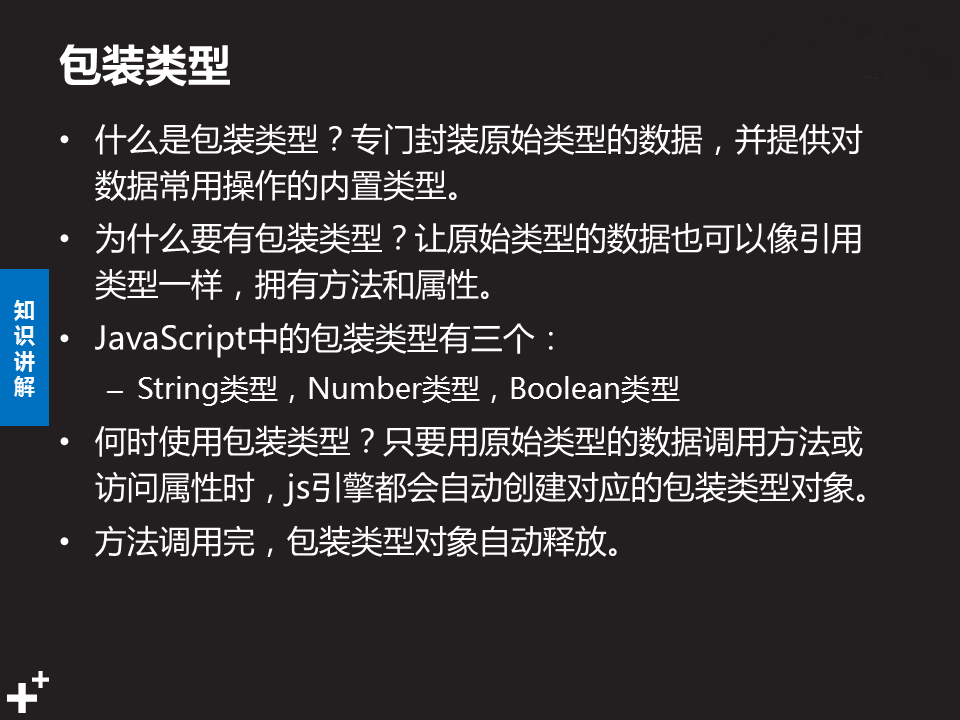 包装类型
• 什么是包装类型？专门封装原始类型的数据，并提供对
数据常用操作的内置类型。
• 为什么要有包装类型？让原始类型的数据也可以像引用
类型一样，拥有方法和属性。
• JavaScript中的包装类型有三个：
– String类型，Number类型，Boolean类型
• 何时使用包装类型？只要用原始类型的数据调用方法或
访问属性时，js引擎都会自动创建对应的包装类型对象。
• 方法调用完，包装类型对象自动释放。
知
识
讲
解